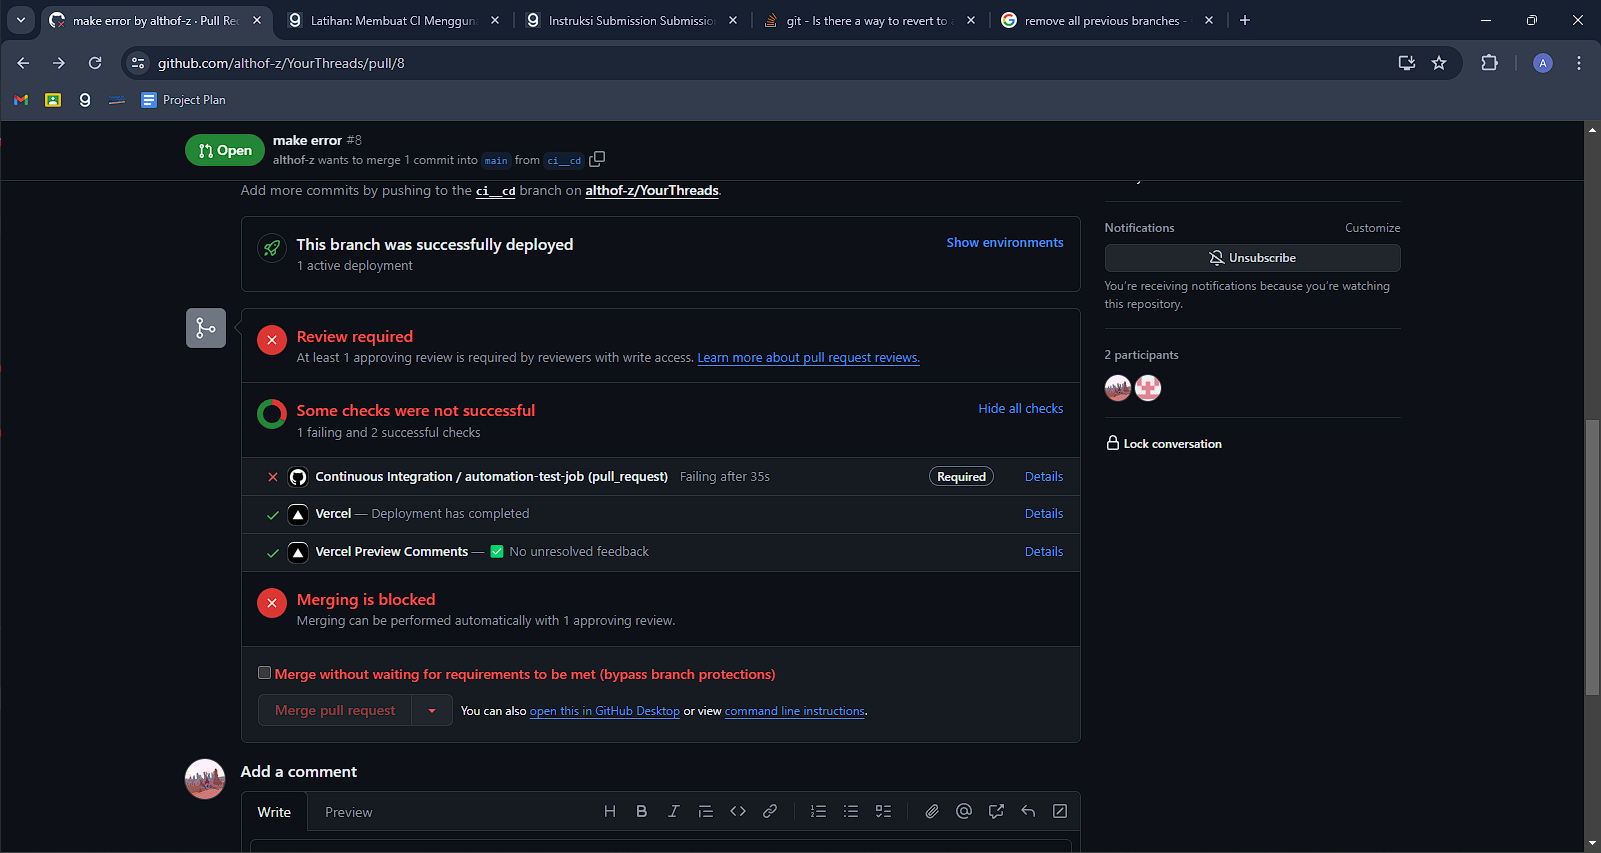 make error by althof-z · Pull Rec
Latihan: Membuat CI Menggun
Instruksi Submission Submissio
git - Is there a way to revert to
remove all previous branches -
github.com/althof-z/YourThreads/pull/8
A
Project Plan
Open
make error #8
althof-z wants to merge 1 commit into main from ci__cd
Add more commits by pushing to the ci__cd branch on althof-z/YourThreads.
This branch was successfully deployed
Show environments
1 active deployment
Review required
At least 1 approving review is required by reviewers with write access. Learn more about pull request reviews.
Some checks were not successful
Hide all checks
1 failing and 2 successful checks
Continuous Integration / automation-test-job (pull_request) Failing after 35s Required Details
Vercel — Deployment has completed Details
Vercel Preview Comments — ✅ No unresolved feedback Details
Merging is blocked
Merging can be performed automatically with 1 approving review.
Merge without waiting for requirements to be met (bypass branch protections)
Merge pull request
You can also open this in GitHub Desktop or view command line instructions.
Add a comment
Write Preview
Notifications Customize
Unsubscribe
You're receiving notifications because you're watching
this repository.
2 participants
Lock conversation